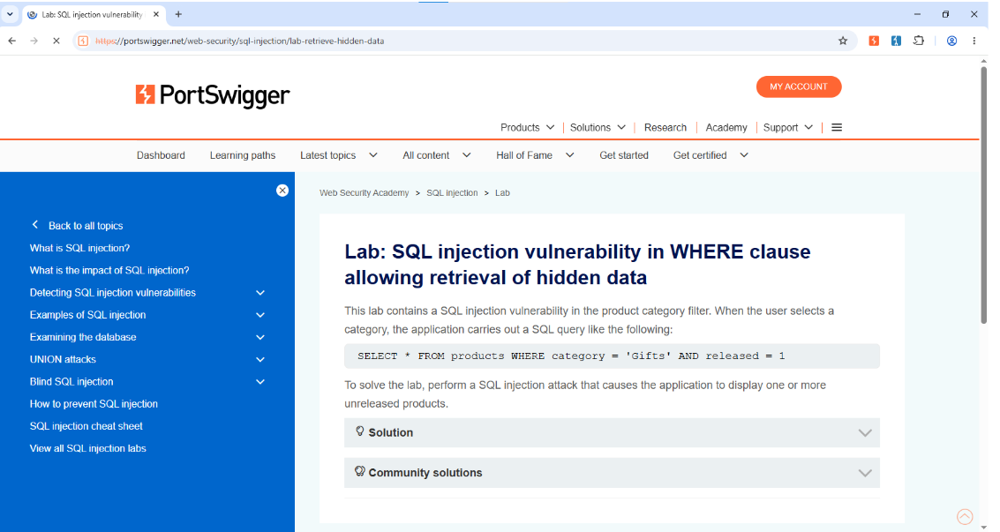 Lab: SQL injection vulnerability
https://portswigger.net/web-security/sql-injection/lab-retrieve-hidden-data
PortSwigger
MY ACCOUNT
Products Solutions Research Academy Support
Dashboard Learning paths Latest topics All content Hall of Fame Get started Get certified
Web Security Academy > SQL injection > Lab
Back to all topics
What is SQL injection?
What is the impact of SQL injection?
Detecting SQL injection vulnerabilities
Examples of SQL injection
Examining the database
UNION attacks
Blind SQL injection
How to prevent SQL injection
SQL injection cheat sheet
View all SQL injection labs
Lab: SQL injection vulnerability in WHERE clause
allowing retrieval of hidden data
This lab contains a SQL injection vulnerability in the product category filter. When the user selects a
category, the application carries out a SQL query like the following:
SELECT * FROM products WHERE category = 'Gifts' AND released = 1
To solve the lab, perform a SQL injection attack that causes the application to display one or more
unreleased products.
Solution
Community solutions